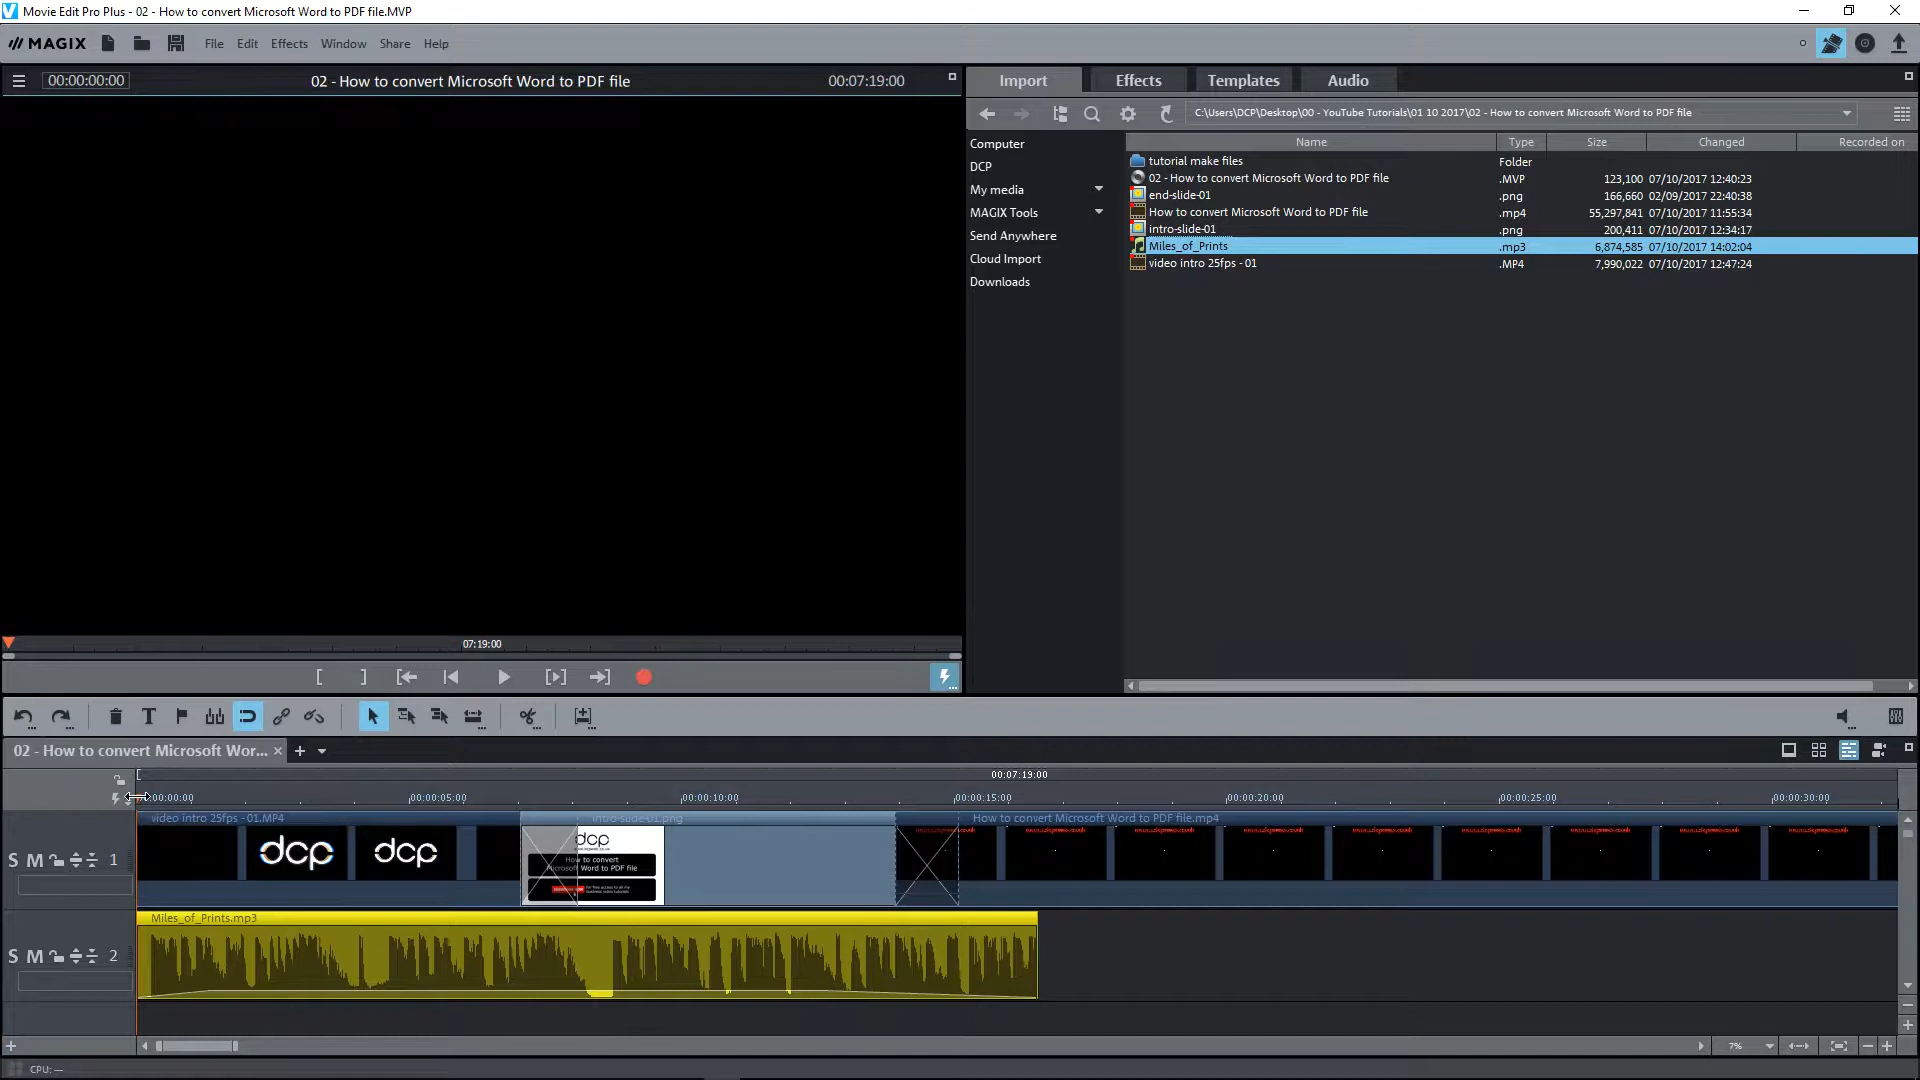 Movie Edit Pro Plus - 02 - How to convert Microsoft Word to PDF file.MVP
MAGIX File Edit Effects Window Share Help
00:00:00:00 02 - How to convert Microsoft Word to PDF file 00:07:19:00
Import Effects Templates Audio
C:\Users\DCP\Desktop\00 - YouTube Tutorials\01 10 2017\02 - How to convert Microsoft Word to PDF file
Computer
DCP
My media
MAGIX Tools
Send Anywhere
Cloud Import
Downloads
Name Type Size Changed Recorded on
tutorial make files Folder
02 - How to convert Microsoft Word to PDF file .MVP 123,100 07/10/2017 12:40:23
end-slide-01 .png 166,660 02/09/2017 22:40:38
How to convert Microsoft Word to PDF file .mp4 55,297,841 07/10/2017 11:55:34
intro-slide-01 .png 200,411 07/10/2017 12:34:17
Miles_of_Prints .mp3 6,874,585 07/10/2017 14:02:04
video intro 25fps - 01 .MP4 7,990,022 07/10/2017 12:47:24
07:19:00
02 - How to convert Microsoft Wor...
00:07:19:00
00:00:00 00:00:05:00 00:00:10:00 00:00:15:00 00:00:20:00 00:00:25:00 00:00:30:00
video intro 25fps - 01.MP4 intro-slide-01.png How to convert Microsoft Word to PDF file.mp4
S M 1
dcp dcp
dcp
How to convert
Microsoft Word to PDF file
Miles_of_Prints.mp3
S M 2
7%
CPU: —